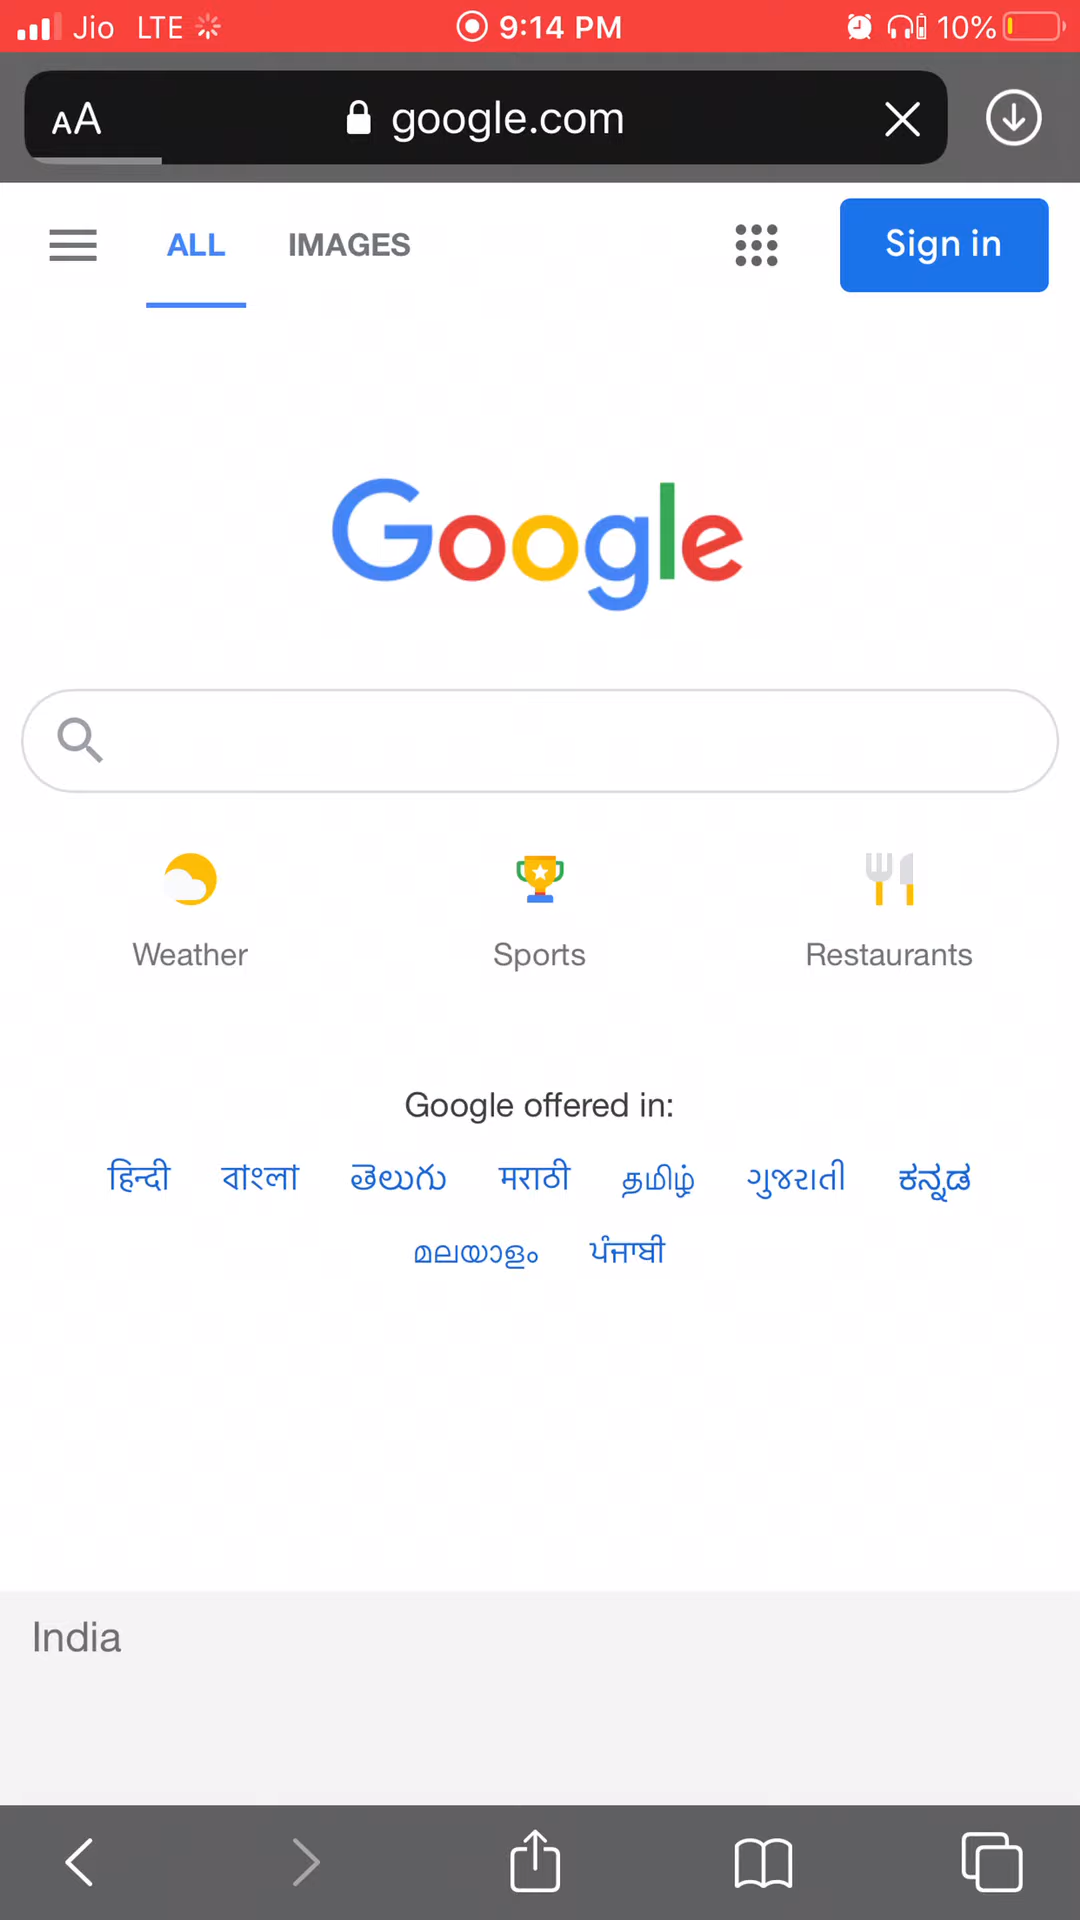 Jio LTE 9:14 PM 10%
AA google.com
ALL IMAGES Sign in
Google
Weather Sports Restaurants
Google offered in:
हिन्दी বাংলা తెలుగు मराठी தமிழ் ગુજરાતી ಕನ್ನಡ
മലയാളം ਪੰਜਾਬੀ
India